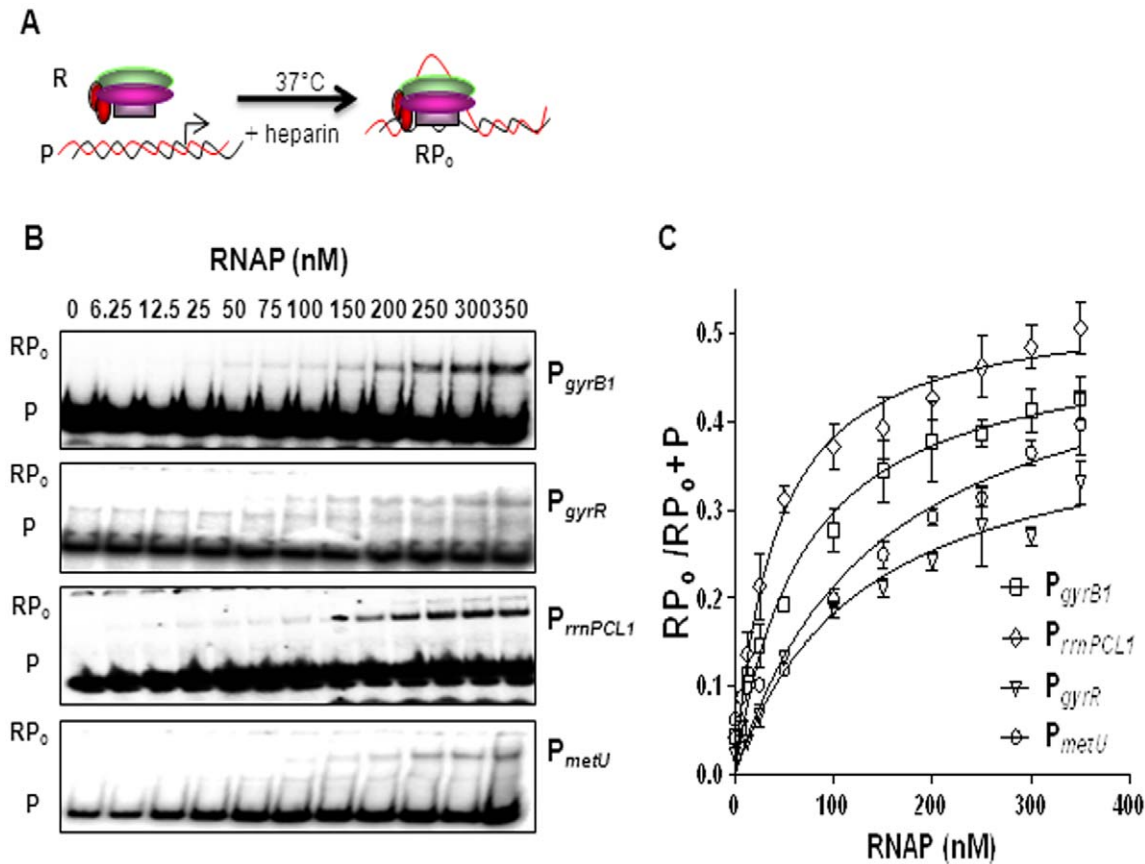 A
R
P
37°C
+ heparin
RPo
B
RNAP (nM)
0 6.25 12.5 25 50 75 100 150 200 250 300 350
RPo
P
PgyrB1
RPo
P
PgyrR
RPo
P
PrrnPCL1
RPo
P
PmetU
C
RPo /RPo+P
0.5
0.4
0.3
0.2
0.1
0.0
0 100 200 300 400
RNAP (nM)
PgyrB1
PrrnPCL1
PgyrR
PmetU